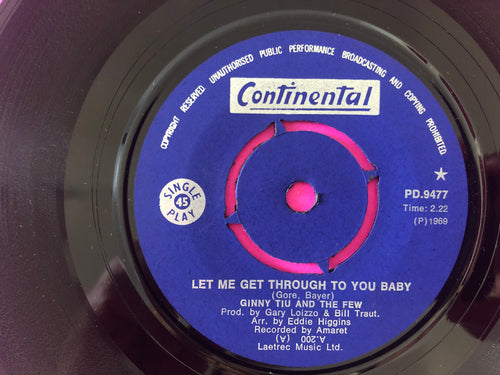 COPYRIGHT RESERVED. UNAUTHORISED PUBLIC PERFORMANCE BROADCASTING AND COPYING PROHIBITED
Continental
SINGLE
45
PLAY
PD.9477
Time: 2.22
(P)1969
LET ME GET THROUGH TO YOU BABY
(Gore, Bayer)
GINNY TIU AND THE FEW
Prod. by Gary Loizzo & Bill Traut.
Arr. by Eddie Higgins
Recorded by Amaret
A.200 (A)
Laetrec Music Ltd.